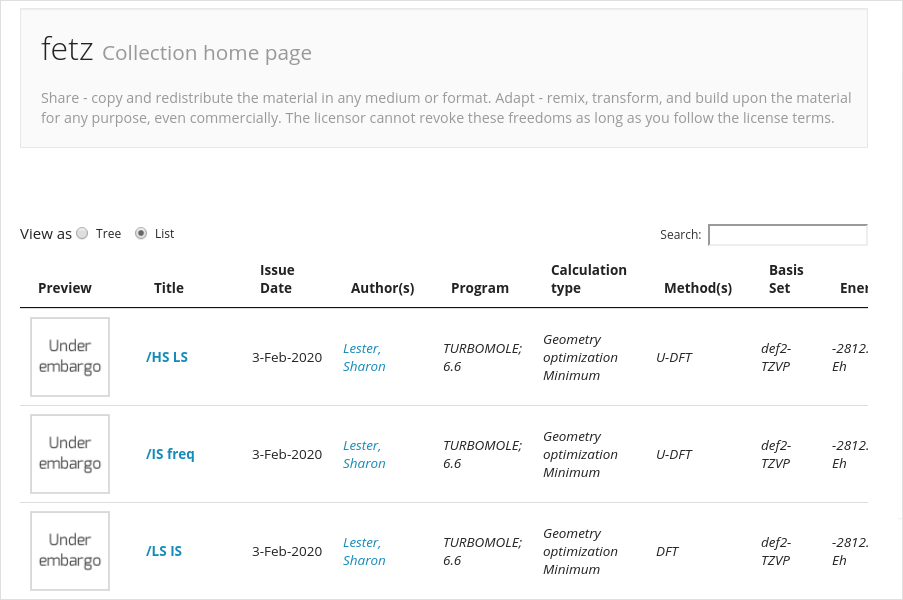 fetz Collection home page
Share - copy and redistribute the material in any medium or format. Adapt - remix, transform, and build upon the material
for any purpose, even commercially. The licensor cannot revoke these freedoms as long as you follow the license terms.
View as Tree List Search:
Preview Title Issue Date Author(s) Program Calculation type Method(s) Basis Set Ener
Under embargo /HS LS 3-Feb-2020 Lester, Sharon TURBOMOLE; 6.6 Geometry optimization Minimum U-DFT def2-TZVP -2812. Eh
Under embargo /IS freq 3-Feb-2020 Lester, Sharon TURBOMOLE; 6.6 Geometry optimization Minimum U-DFT def2-TZVP -2812. Eh
Under embargo /LS IS 3-Feb-2020 Lester, Sharon TURBOMOLE; 6.6 Geometry optimization Minimum DFT def2-TZVP -2812. Eh